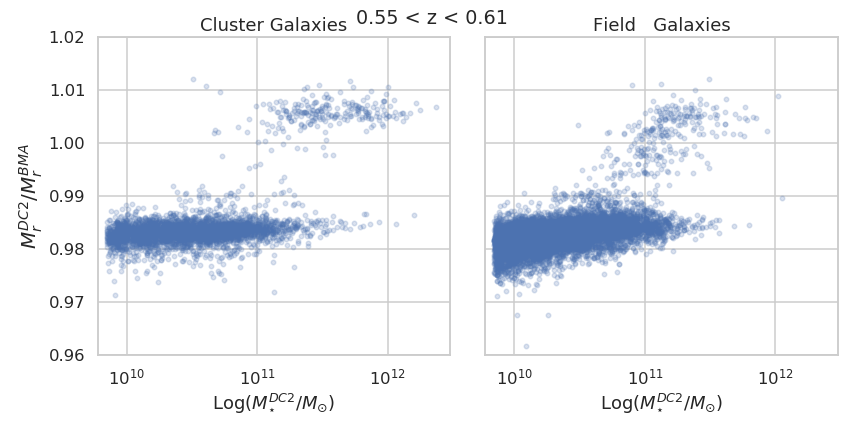 0.55 < z < 0.61
Cluster Galaxies
Field Galaxies
1.02
1.01
1.00
0.99
0.98
0.97
0.96
M_r^{DC2}/M_r^{BMA}
10^{10} 10^{11} 10^{12}
10^{10} 10^{11} 10^{12}
Log(M_⋆^{DC2}/M_⊙)
Log(M_⋆^{DC2}/M_⊙)